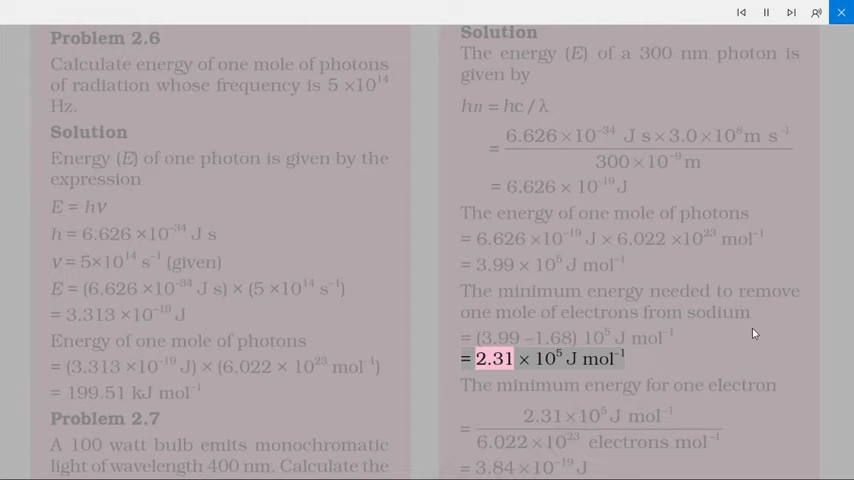 Problem 2.6
Calculate energy of one mole of photons
of radiation whose frequency is 5 ×10¹⁴
Hz.
Solution
Energy (E) of one photon is given by the
expression
E = hν
h = 6.626 ×10⁻³⁴ J s
ν = 5×10¹⁴ s⁻¹ (given)
E = (6.626 ×10⁻³⁴ J s) × (5 ×10¹⁴ s⁻¹)
= 3.313 ×10⁻¹⁹ J
Energy of one mole of photons
= (3.313 ×10⁻¹⁹ J) × (6.022 × 10²³ mol⁻¹)
= 199.51 kJ mol⁻¹
Problem 2.7
A 100 watt bulb emits monochromatic
light of wavelength 400 nm. Calculate the
Solution
The energy (E) of a 300 nm photon is
given by
hν = hc / λ
= 6.626×10⁻³⁴ J s×3.0×10⁸m s⁻¹
300×10⁻⁹m
= 6.626 × 10⁻¹⁹J
The energy of one mole of photons
= 6.626 ×10⁻¹⁹ J × 6.022 ×10²³ mol⁻¹
= 3.99 × 10⁵ J mol⁻¹
The minimum energy needed to remove
one mole of electrons from sodium
= (3.99 –1.68) 10⁵ J mol⁻¹
= 2.31 × 10⁵ J mol⁻¹
The minimum energy for one electron
= 2.31×10⁵ J mol⁻¹
6.022×10²³ electrons mol⁻¹
= 3.84 × 10⁻¹⁹ J